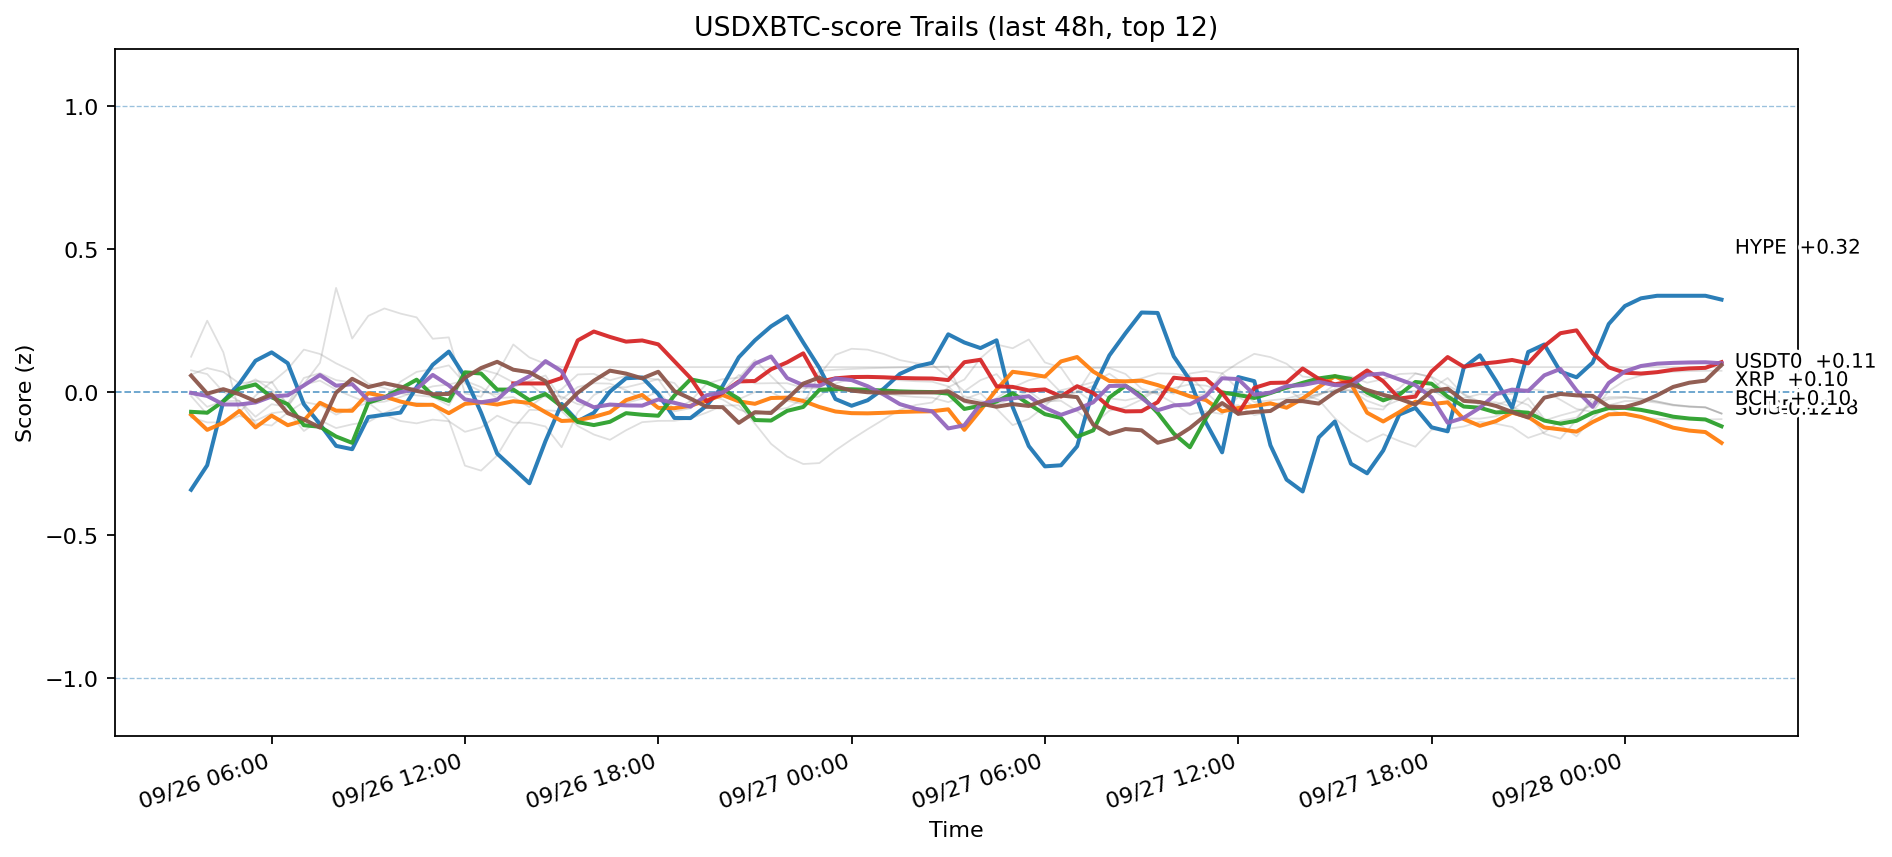 USDXBTC-score Trails (last 48h, top 12)
1.0
0.5
0.0
−0.5
−1.0
Score (z)
HYPE +0.32
USDT0 +0.11
XRP +0.10
BCH +0.10
09/26 06:00
09/26 12:00
09/26 18:00
09/27 00:00
09/27 06:00
09/27 12:00
09/27 18:00
09/28 00:00
Time